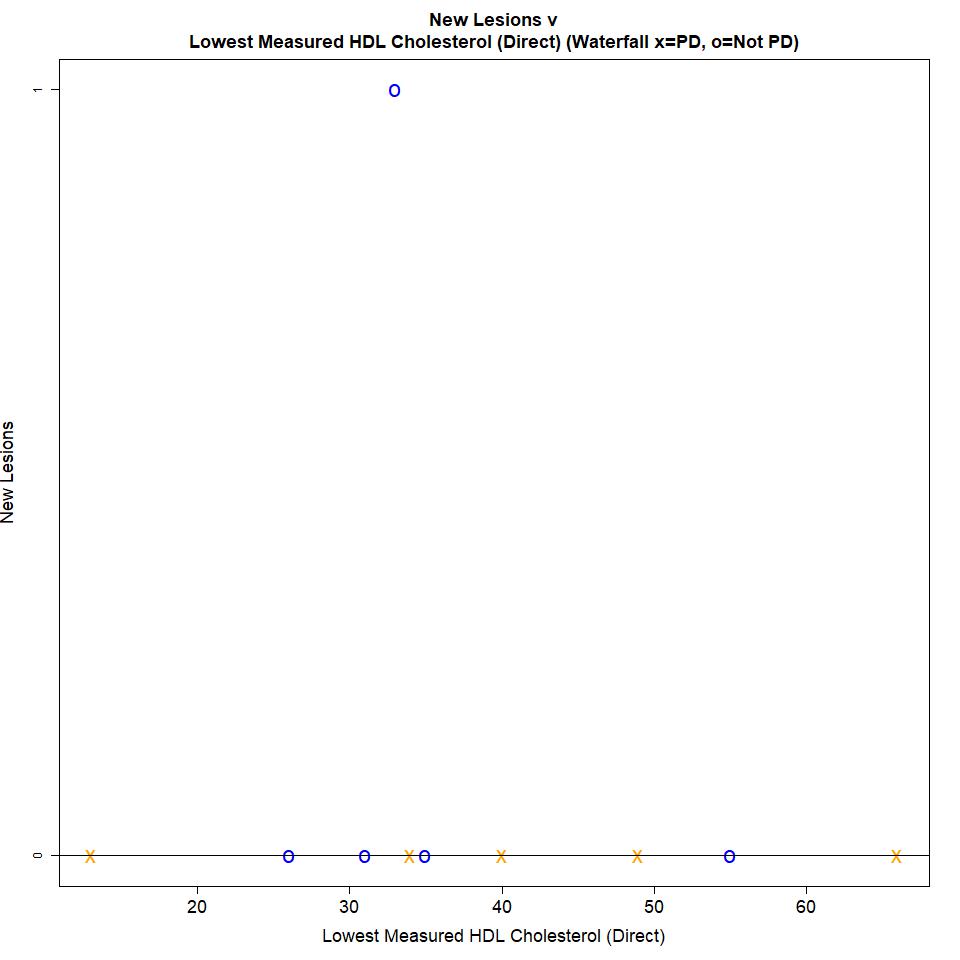 New Lesions v
Lowest Measured HDL Cholesterol (Direct) (Waterfall x=PD, o=Not PD)
1
o
New Lesions
0
x o o x o x x o x
20 30 40 50 60
Lowest Measured HDL Cholesterol (Direct)